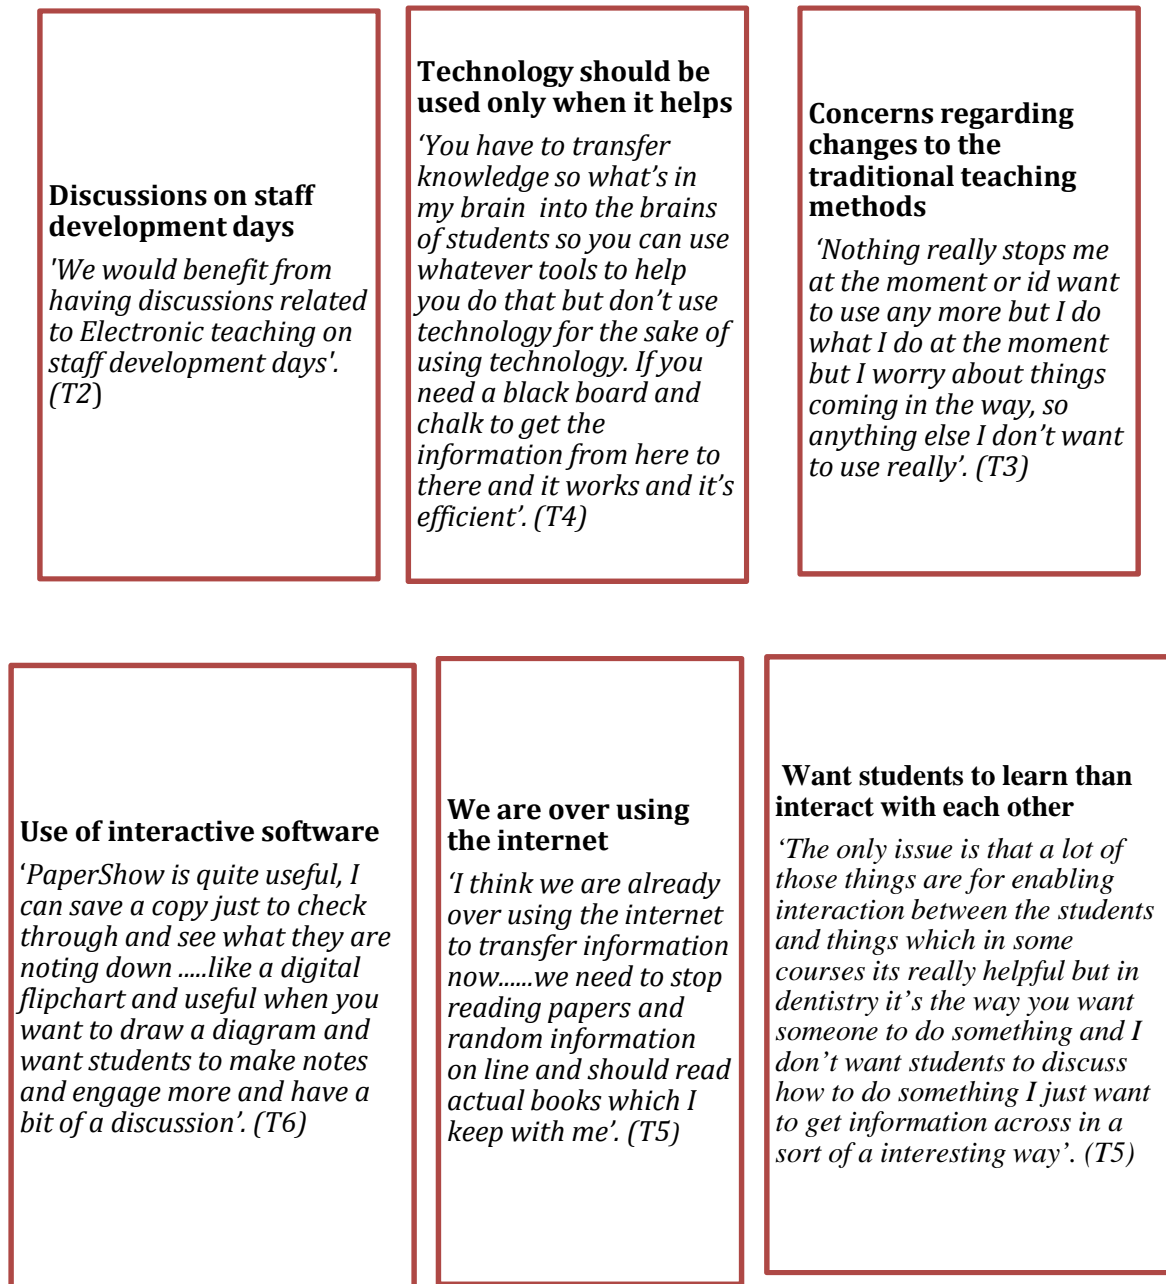 Discussions on staff
development days
'We would benefit from
having discussions related
to Electronic teaching on
staff development days'.
(T2)
Technology should be
used only when it helps
‘You have to transfer
knowledge so what’s in
my brain  into the brains
of students so you can use
whatever tools to help
you do that but don’t use
technology for the sake of
using technology. If you
need a black board and
chalk to get the
information from here to
there and it works and it’s
efficient’. (T4)
Concerns regarding
changes to the
traditional teaching
methods
‘Nothing really stops me
at the moment or id want
to use any more but I do
what I do at the moment
but I worry about things
coming in the way, so
anything else I don’t want
to use really’. (T3)
Use of interactive software
‘PaperShow is quite useful, I
can save a copy just to check
through and see what they are
noting down .....like a digital
flipchart and useful when you
want to draw a diagram and
want students to make notes
and engage more and have a
bit of a discussion’. (T6)
We are over using
the internet
‘I think we are already
over using the internet
to transfer information
now......we need to stop
reading papers and
random information
on line and should read
actual books which I
keep with me’. (T5)
Want students to learn than
interact with each other
‘The only issue is that a lot of
those things are for enabling
interaction between the students
and things which in some
courses its really helpful but in
dentistry it’s the way you want
someone to do something and I
don’t want students to discuss
how to do something I just want
to get information across in a
sort of a interesting way’. (T5)